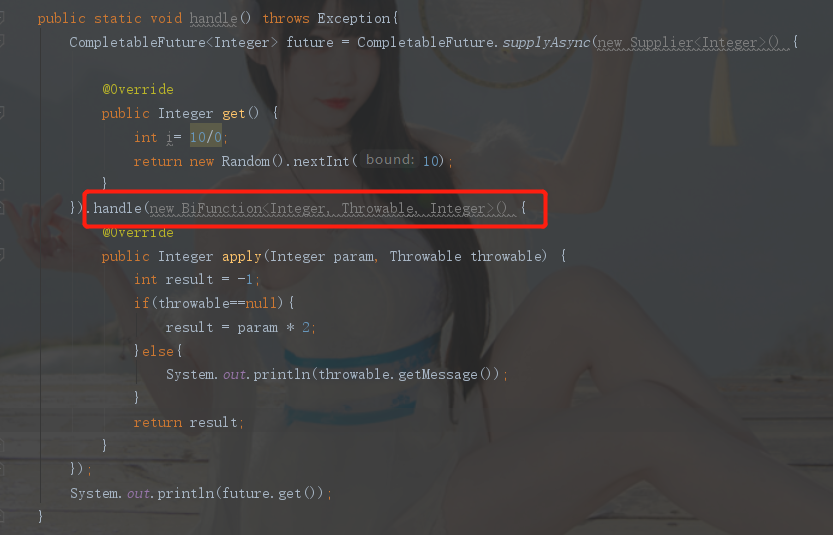 public static void handle() throws Exception{
CompletableFuture<Integer> future = CompletableFuture.supplyAsync(new Supplier<Integer>() {
@Override
public Integer get() {
int i= 10/0;
return new Random().nextInt( bound: 10);
}
}).handle(new BiFunction<Integer, Throwable, Integer>() {
@Override
public Integer apply(Integer param, Throwable throwable) {
int result = -1;
if(throwable==null){
result = param * 2;
}else{
System.out.println(throwable.getMessage());
}
return result;
}
});
System.out.println(future.get());
}